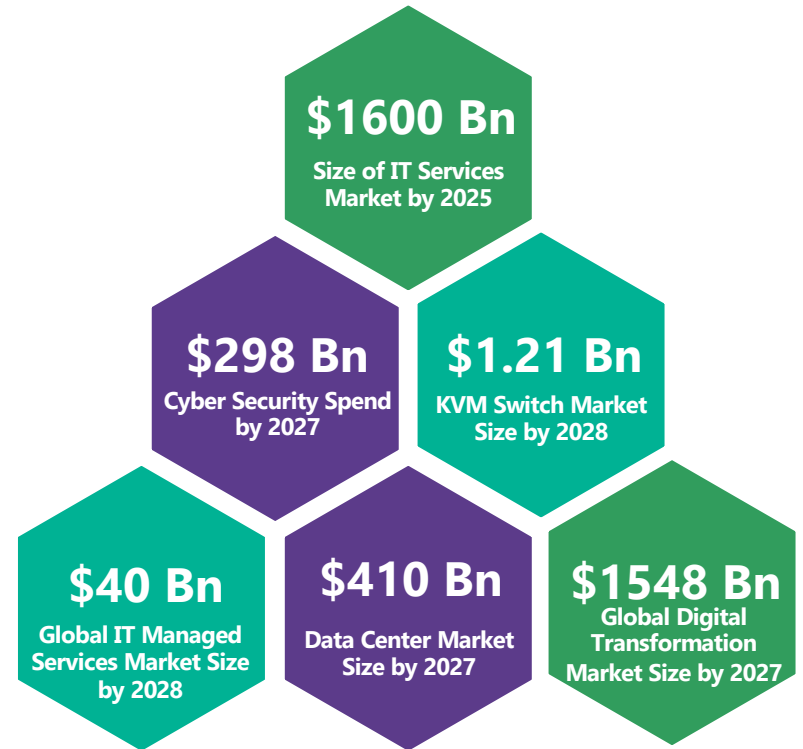 $1600 Bn
Size of IT Services
Market by 2025
$298 Bn
Cyber Security Spend
by 2027
$1.21 Bn
KVM Switch Market
Size by 2028
$40 Bn
Global IT Managed
Services Market Size
by 2028
$410 Bn
Data Center Market
Size by 2027
$1548 Bn
Global Digital
Transformation
Market Size by 2027